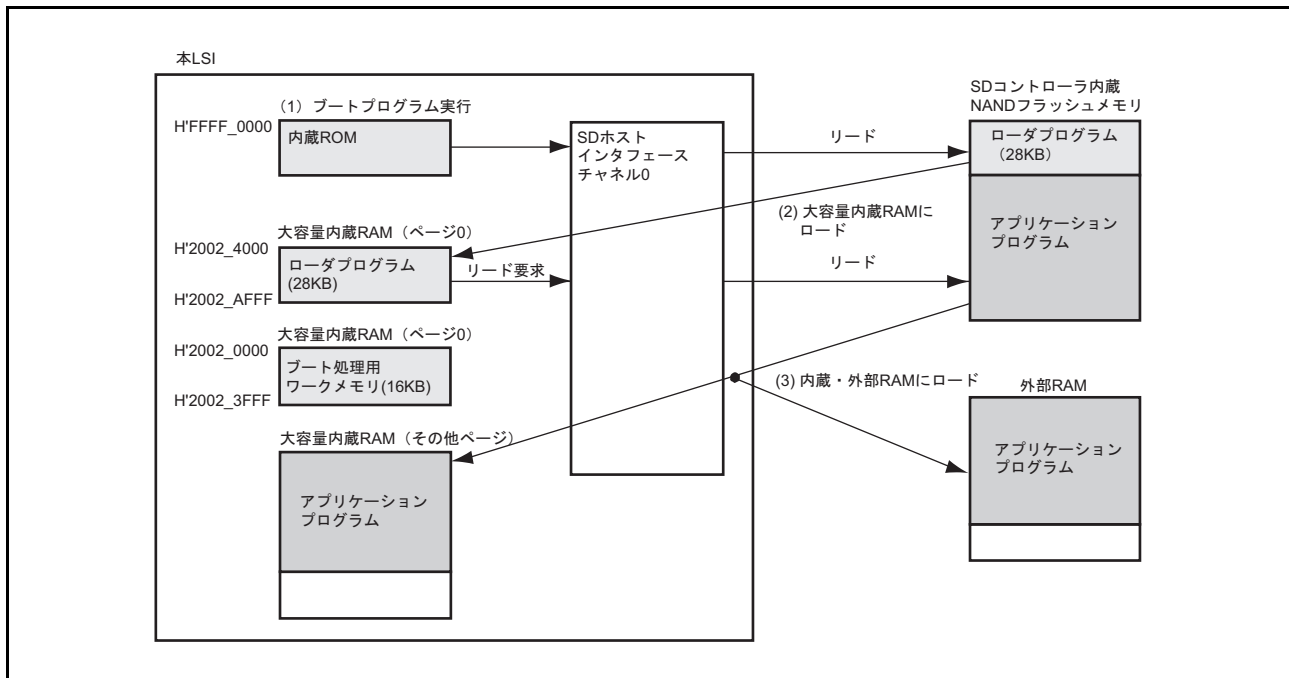 本LSI
(1) ブートプログラム実行
H'FFFF_0000
内蔵ROM
SDホスト
インタフェース
チャネル0
リード
SDコントローラ内蔵
NANDフラッシュメモリ
ローダプログラム
(28KB)
アプリケーション
プログラム
大容量内蔵RAM(ページ0)
H'2002_4000
ローダプログラム
(28KB)
H'2002_AFFF
リード要求
(2) 大容量内蔵RAMに
ロード
リード
大容量内蔵RAM(ページ0)
H'2002_0000
ブート処理用
ワークメモリ(16KB)
H'2002_3FFF
(3) 内蔵・外部RAMにロード
外部RAM
アプリケーション
プログラム
大容量内蔵RAM(その他ページ)
アプリケーション
プログラム